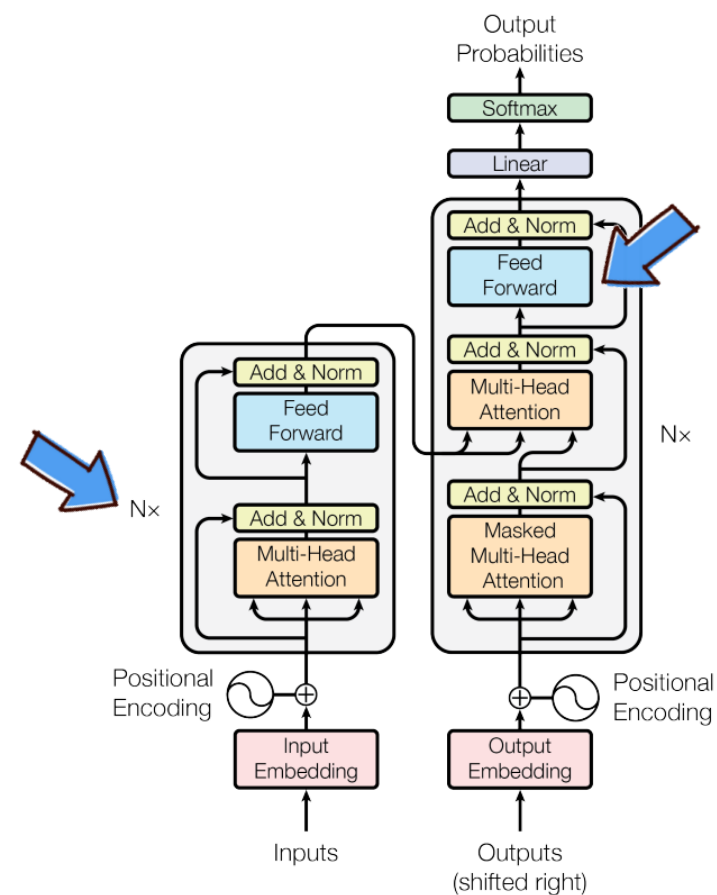 Output
Probabilities
Softmax
Linear
Add & Norm
Feed
Forward
Add & Norm
Multi-Head
Attention
Add & Norm
Masked
Multi-Head
Attention
N×
Add & Norm
Feed
Forward
Add & Norm
Multi-Head
Attention
N×
Positional
Encoding
Positional
Encoding
Input
Embedding
Output
Embedding
Inputs
Outputs
(shifted right)